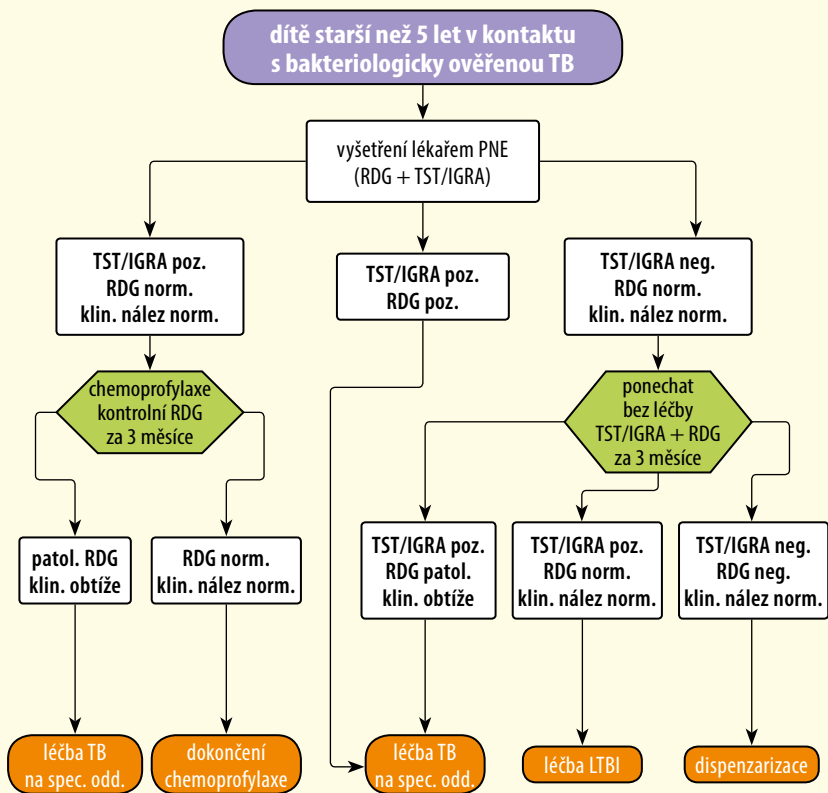 dítě starší než 5 let v kontaktu
s bakteriologicky ověřenou TB
vyšetření lékařem PNE
(RDG + TST/IGRA)
TST/IGRA poz.
RDG norm.
klin. nález norm.
TST/IGRA poz.
RDG poz.
TST/IGRA neg.
RDG norm.
klin. nález norm.
chemoprofylaxe
kontrolní RDG
za 3 měsíce
ponechat
bez léčby
TST/IGRA + RDG
za 3 měsíce
patol. RDG
klin. obtíže
RDG norm.
klin. nález norm.
TST/IGRA poz.
RDG patol.
klin. obtíže
TST/IGRA poz.
RDG norm.
klin. nález norm.
TST/IGRA neg.
RDG neg.
klin. nález norm.
léčba TB
na spec. odd.
dokončení
chemoprofylaxe
léčba TB
na spec. odd.
léčba LTBI
dispenzarizace